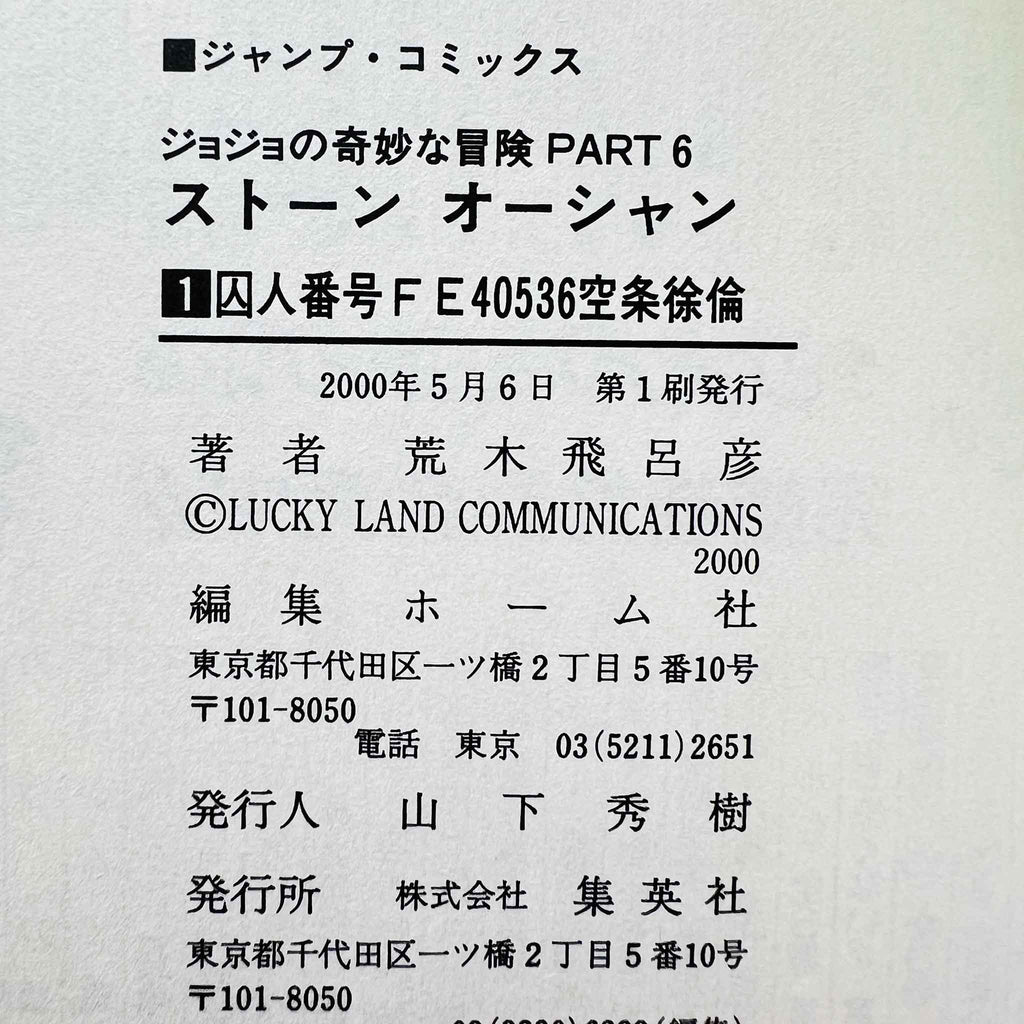 ■ジャンプ・コミックス
ジョジョの奇妙な冒険 PART 6
ストーン オーシャン
1囚人番号FE40536空条徐倫
2000年5月6日 第1刷発行
著者 荒木飛呂彦
©LUCKY LAND COMMUNICATIONS
2000
編集 ホーム社
東京都千代田区一ツ橋2丁目5番10号
〒101-8050
電話 東京 03(5211)2651
発行人 山下秀樹
発行所 株式会社 集英社
東京都千代田区一ツ橋2丁目5番10号
〒101-8050